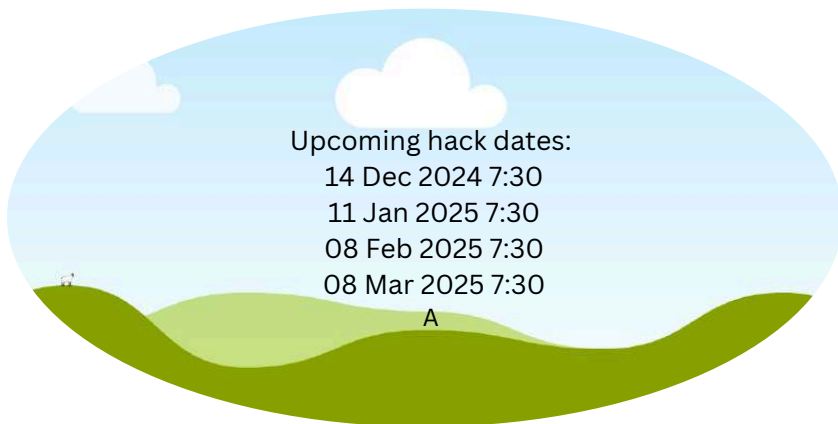 Upcoming hack dates:
14 Dec 2024 7:30
11 Jan 2025 7:30
08 Feb 2025 7:30
08 Mar 2025 7:30
A